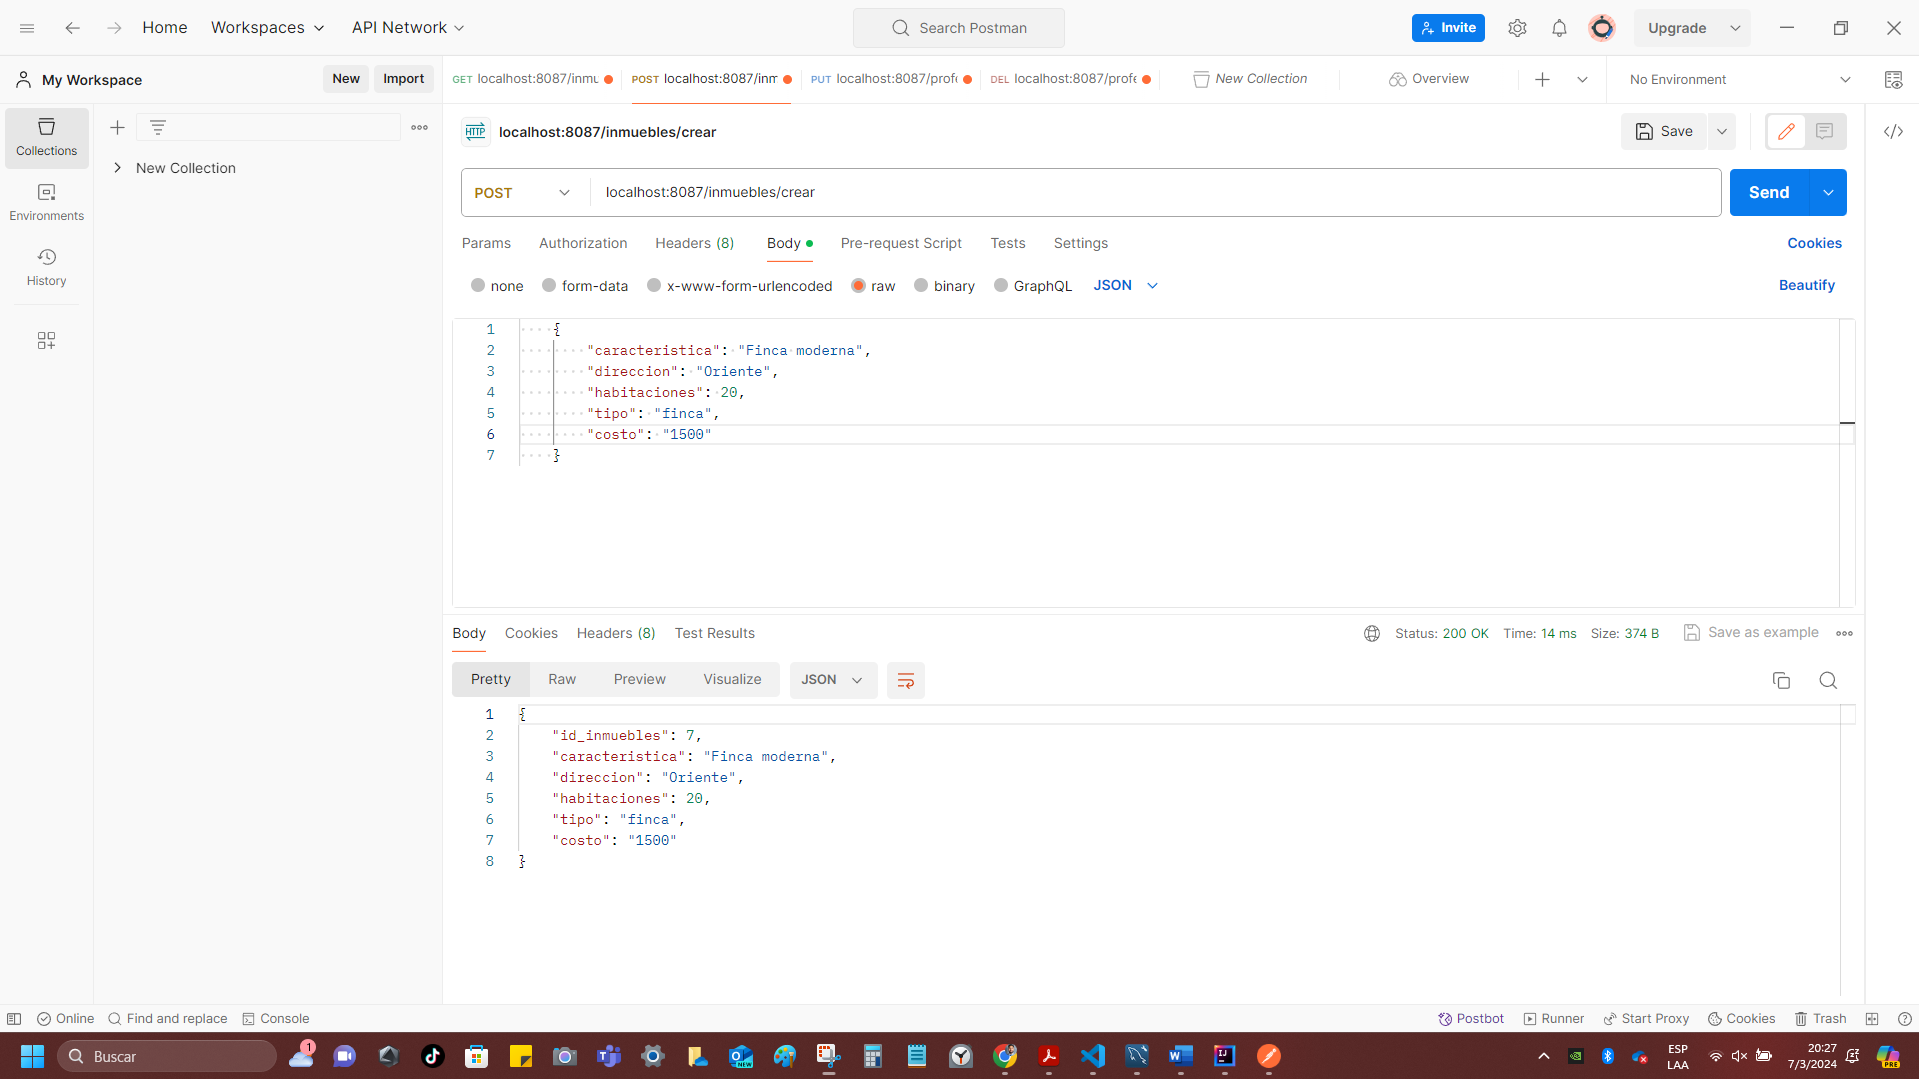 Home Workspaces API Network Search Postman Invite Upgrade
My Workspace New Import GET localhost:8087/inmu POST localhost:8087/inm PUT localhost:8087/prof DEL localhost:8087/profe New Collection Overview No Environment
Collections
Environments
History
New Collection
HTTP localhost:8087/inmuebles/crear Save
POST localhost:8087/inmuebles/crear Send
Params Authorization Headers (8) Body Pre-request Script Tests Settings Cookies
none form-data x-www-form-urlencoded raw binary GraphQL JSON Beautify
1 {
2 "caracteristica": "Finca moderna",
3 "direccion": "Oriente",
4 "habitaciones": 20,
5 "tipo": "finca",
6 "costo": "1500"
7 }
Body Cookies Headers (8) Test Results Status: 200 OK Time: 14 ms Size: 374 B Save as example
Pretty Raw Preview Visualize JSON
1 {
2 "id_inmuebles": 7,
3 "caracteristica": "Finca moderna",
4 "direccion": "Oriente",
5 "habitaciones": 20,
6 "tipo": "finca",
7 "costo": "1500"
8 }
Online Find and replace Console Postbot Runner Start Proxy Cookies Trash
Buscar 1 NEW ESP 20:27
LAA 7/3/2024 PRE